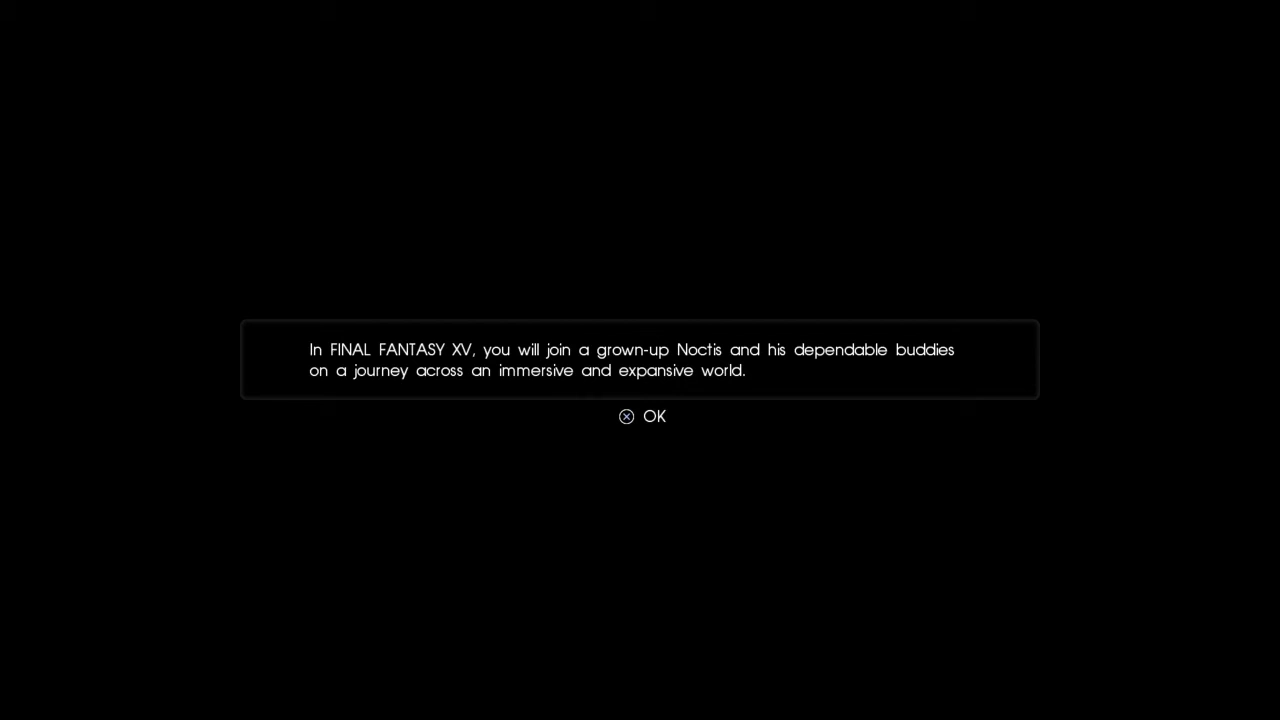 In FINAL FANTASY XV, you will join a grown-up Noctis and his dependable buddies
on a journey across an immersive and expansive world.
OK